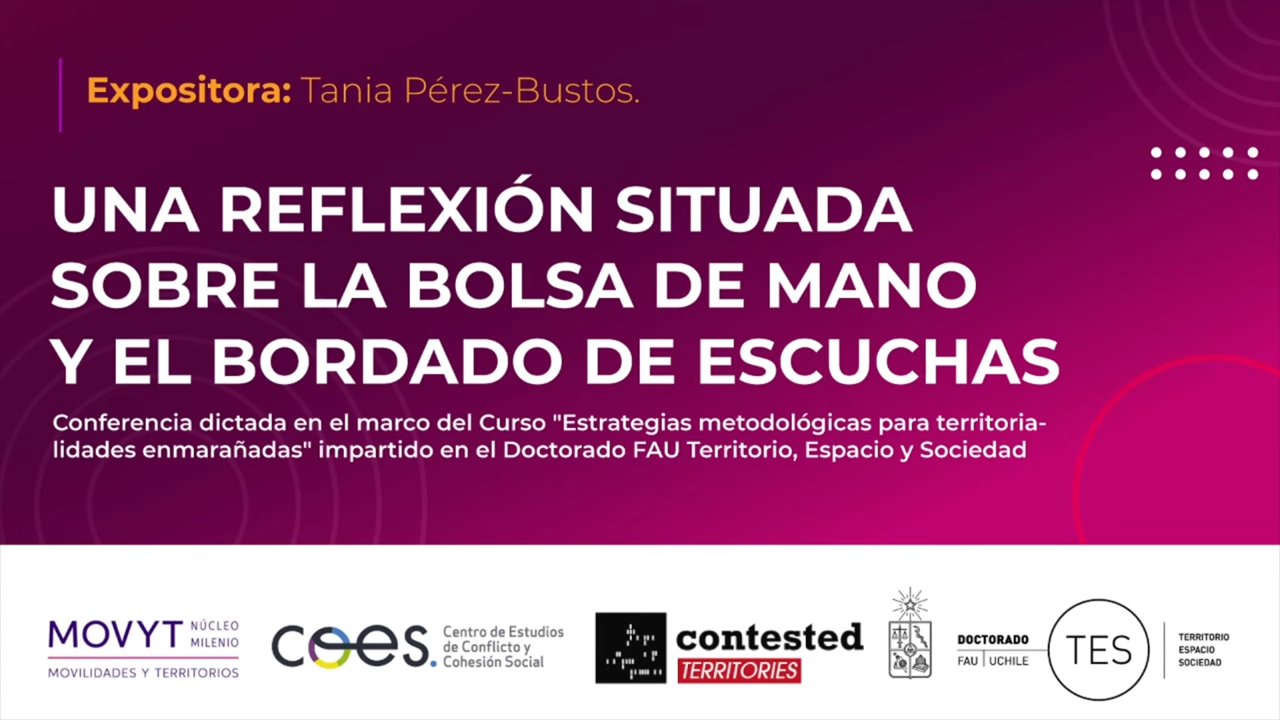 Expositora: Tania Pérez-Bustos.
UNA REFLEXIÓN SITUADA
SOBRE LA BOLSA DE MANO
Y EL BORDADO DE ESCUCHAS
Conferencia dictada en el marco del Curso "Estrategias metodológicas para territoria-
lidades enmarañadas" impartido en el Doctorado FAU Territorio, Espacio y Sociedad
MOVYT
NÚCLEO
MILENIO
MOVILIDADES Y TERRITORIOS
coes.
Centro de Estudios
de Conflicto y
Cohesión Social
contested
TERRITORIES
DOCTORADO
FAU UCHILE
TES
TERRITORIO
ESPACIO
SOCIEDAD